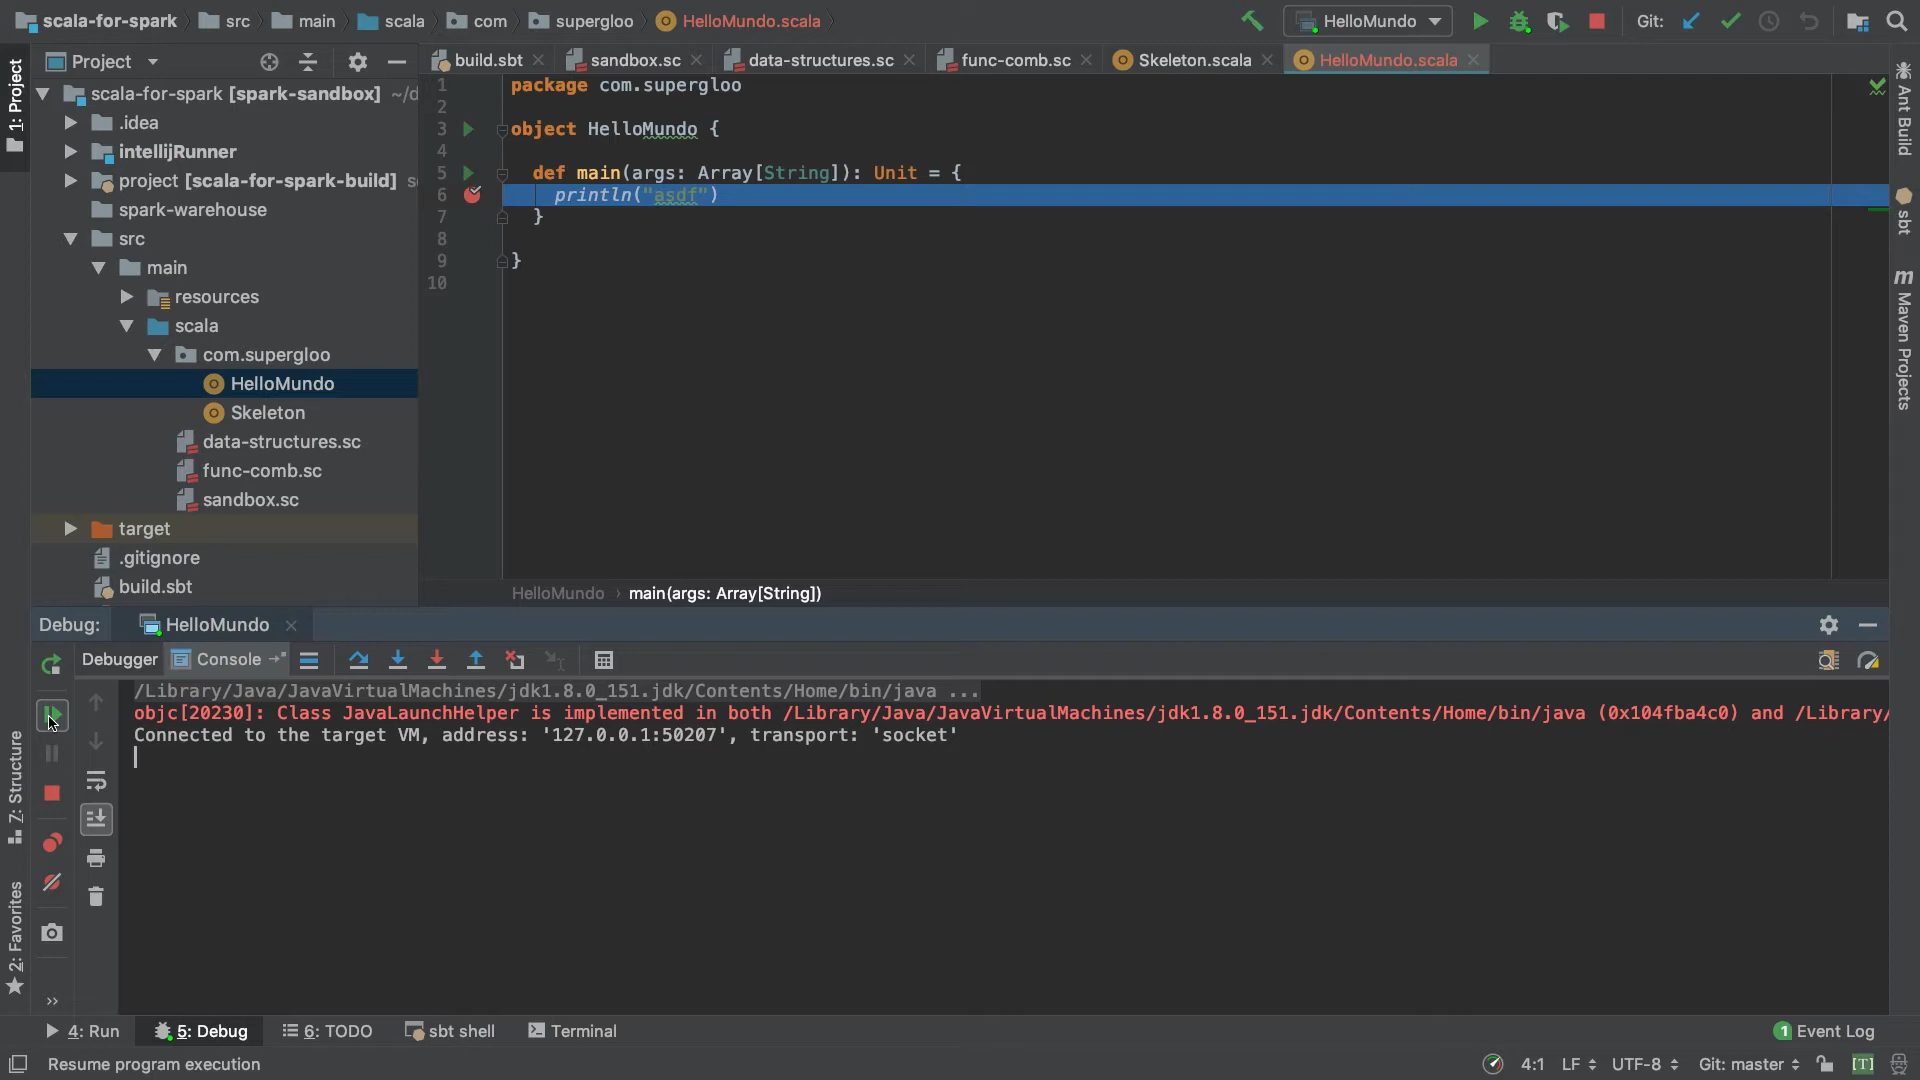 scala-for-spark src main scala com supergloo HelloMundo.scala HelloMundo Git:
Project
build.sbt sandbox.sc data-structures.sc func-comb.sc Skeleton.scala HelloMundo.scala
1: Project
7: Structure
2: Favorites
scala-for-spark [spark-sandbox] ~/d
.idea
intellijRunner
project [scala-for-spark-build] s
spark-warehouse
src
main
resources
scala
com.supergloo
HelloMundo
Skeleton
data-structures.sc
func-comb.sc
sandbox.sc
target
.gitignore
build.sbt
1 package com.supergloo
2
3 object HelloMundo {
4
5 def main(args: Array[String]): Unit = {
6 println("asdf")
7 }
8
9 }
10
HelloMundo › main(args: Array[String])
Ant Build
sbt
m Maven Projects
Debug: HelloMundo
Debugger Console
/Library/Java/JavaVirtualMachines/jdk1.8.0_151.jdk/Contents/Home/bin/java ...
objc[20230]: Class JavaLaunchHelper is implemented in both /Library/Java/JavaVirtualMachines/jdk1.8.0_151.jdk/Contents/Home/bin/java (0x104fba4c0) and /Library/
Connected to the target VM, address: '127.0.0.1:50207', transport: 'socket'
4: Run 5: Debug 6: TODO sbt shell Terminal 1 Event Log
Resume program execution 4:1 LF UTF-8 Git: master [T]